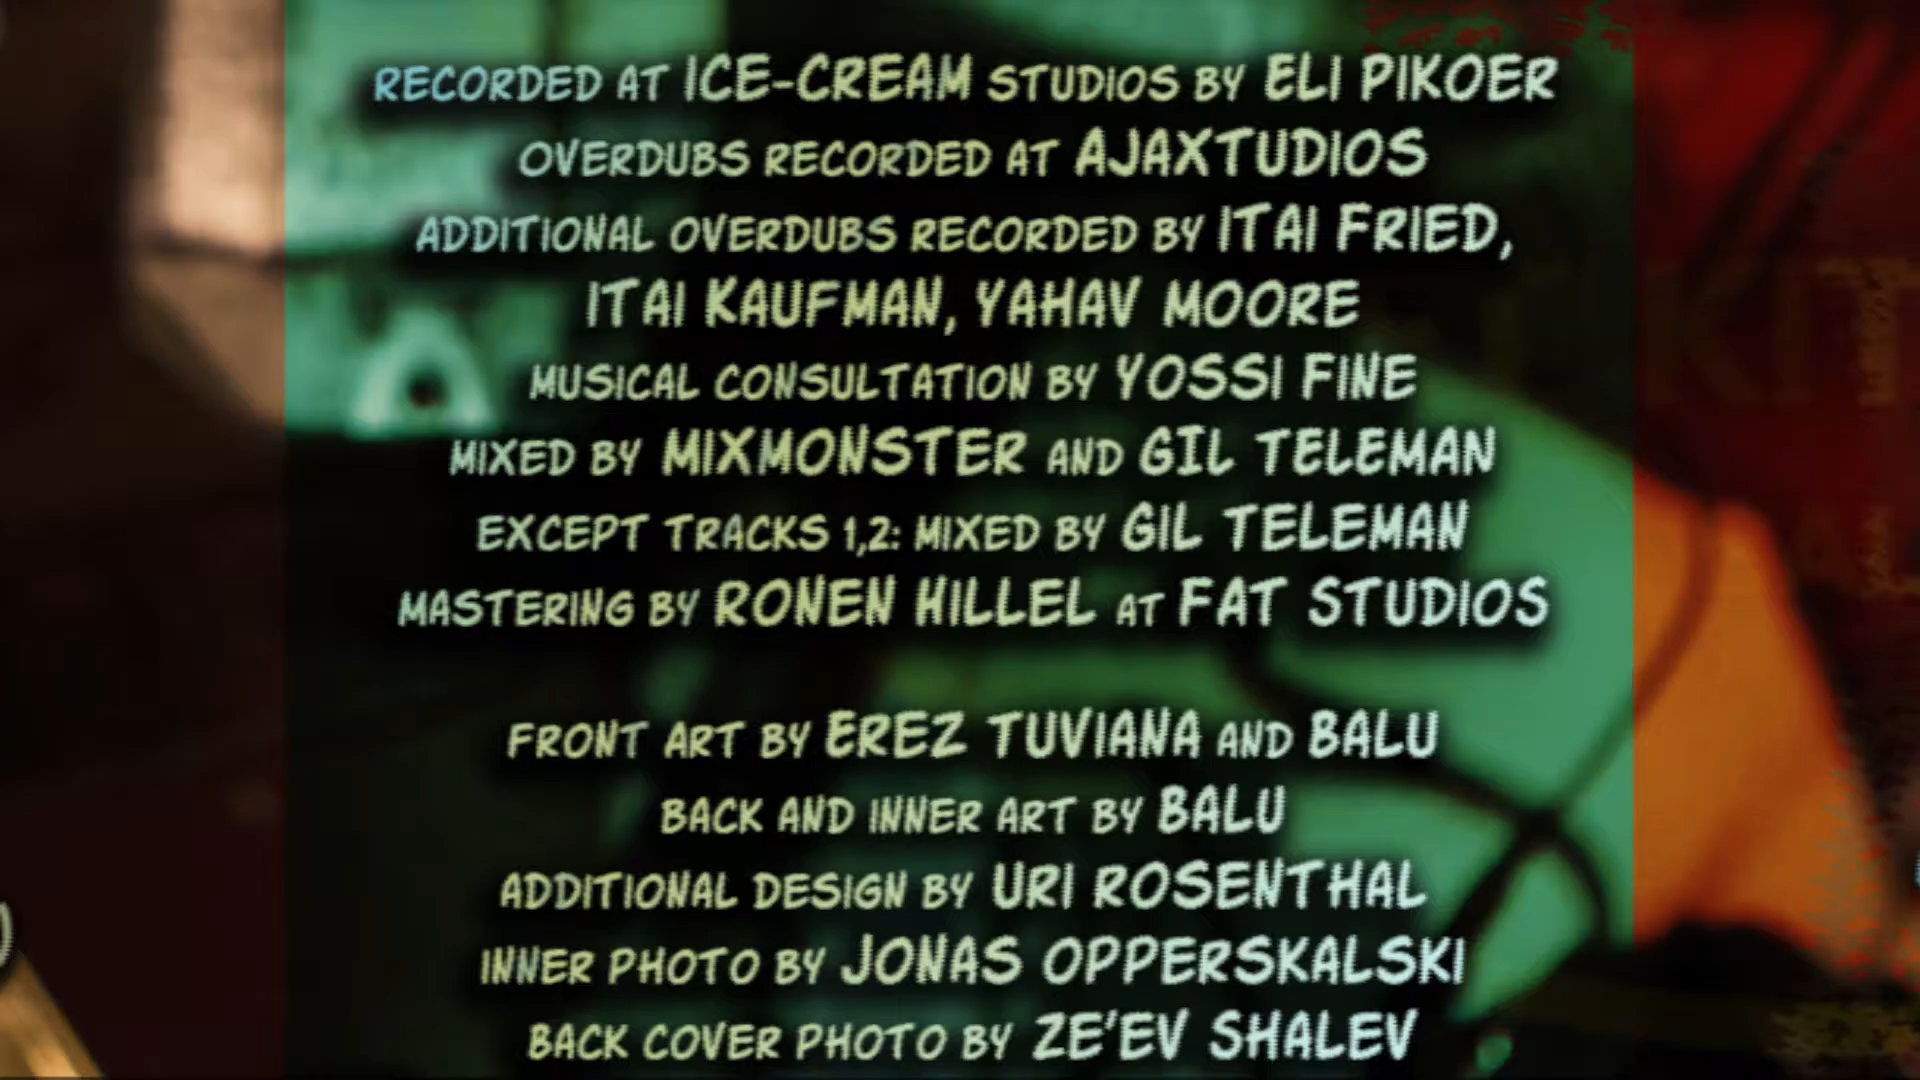 RECORDED AT ICE-CREAM STUDIOS BY ELI PIKOER
OVERDUBS RECORDED AT AJAXTUDIOS
ADDITIONAL OVERDUBS RECORDED BY ITAI FRIED,
ITAI KAUFMAN, YAHAV MOORE
MUSICAL CONSULTATION BY YOSSI FINE
MIXED BY MIXMONSTER AND GIL TELEMAN
EXCEPT TRACKS 1,2: MIXED BY GIL TELEMAN
MASTERING BY RONEN HILLEL AT FAT STUDIOS
FRONT ART BY EREZ TUVIANA AND BALU
BACK AND INNER ART BY BALU
ADDITIONAL DESIGN BY URI ROSENTHAL
INNER PHOTO BY JONAS OPPERSKALSKI
BACK COVER PHOTO BY ZE'EV SHALEV